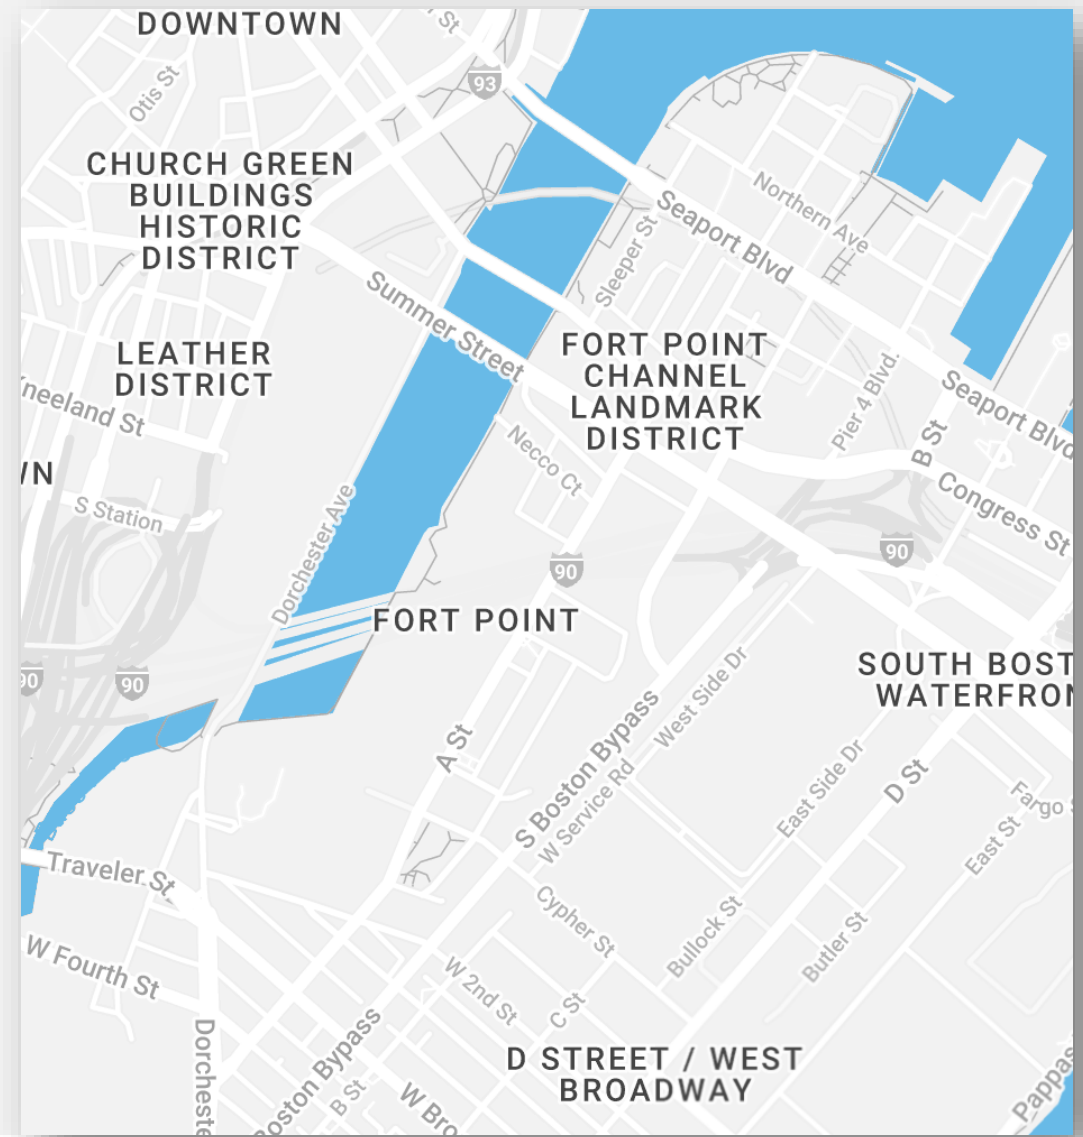 DOWNTOWN
93
Otis St
CHURCH GREEN
BUILDINGS
HISTORIC
DISTRICT
Northern Ave
Seaport Blvd
Sleeper St
Summer Street
FORT POINT
CHANNEL
LANDMARK
DISTRICT
LEATHER
DISTRICT
Kneeland St
Pier 4 Blvd.
Seaport Blvd
B St
Necco Ct
Congress St
S Station
Dorchester Ave
90
90
FORT POINT
90
90
SOUTH BOST
WATERFRON
West Side Dr
A St
S Boston Bypass
W Service Rd
East Side Dr
D St
Fargo
East St
Traveler St
Cypher St
Bullock St
Butler St
W Fourth St
W 2nd St
C St
Dorcheste
Boston Bypass
B St
W Bro
D STREET / WEST
BROADWAY
Pappas